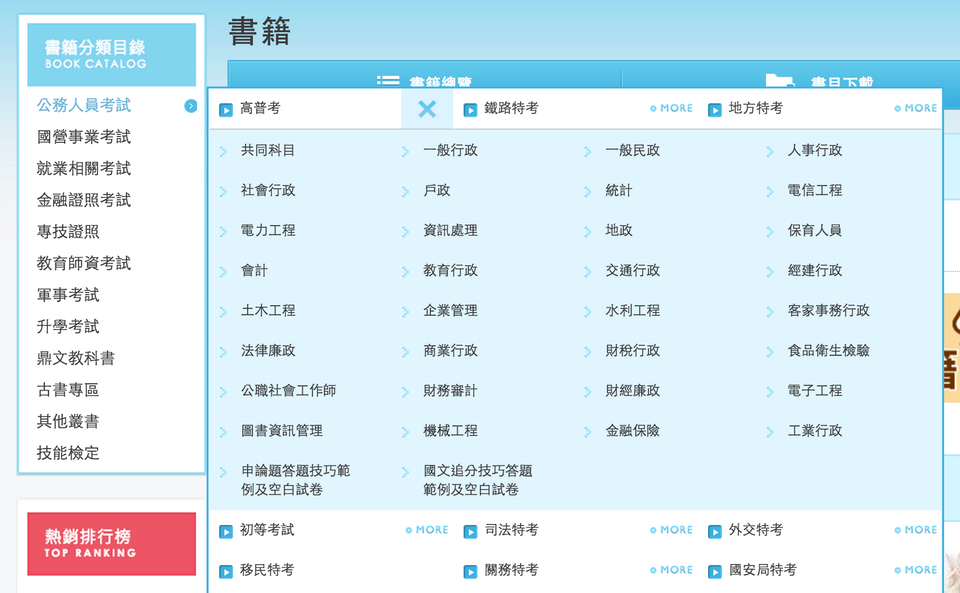 書籍
書籍分類目錄
BOOK CATALOG
公務人員考試
國營事業考試
就業相關考試
金融證照考試
專技證照
教育師資考試
軍事考試
升學考試
鼎文教科書
古書專區
其他叢書
技能檢定
熱銷排行榜
TOP RANKING
書籍總覽 書目下載
高普考 鐵路特考 MORE 地方特考 MORE
共同科目 一般行政 一般民政 人事行政
社會行政 戶政 統計 電信工程
電力工程 資訊處理 地政 保育人員
會計 教育行政 交通行政 經建行政
土木工程 企業管理 水利工程 客家事務行政
法律廉政 商業行政 財稅行政 食品衛生檢驗
公職社會工作師 財務審計 財經廉政 電子工程
圖書資訊管理 機械工程 金融保險 工業行政
申論題答題技巧範 國文追分技巧答題
例及空白試卷 範例及空白試卷
初等考試 MORE 司法特考 MORE 外交特考 MORE
移民特考 關務特考 MORE 國安局特考 MORE